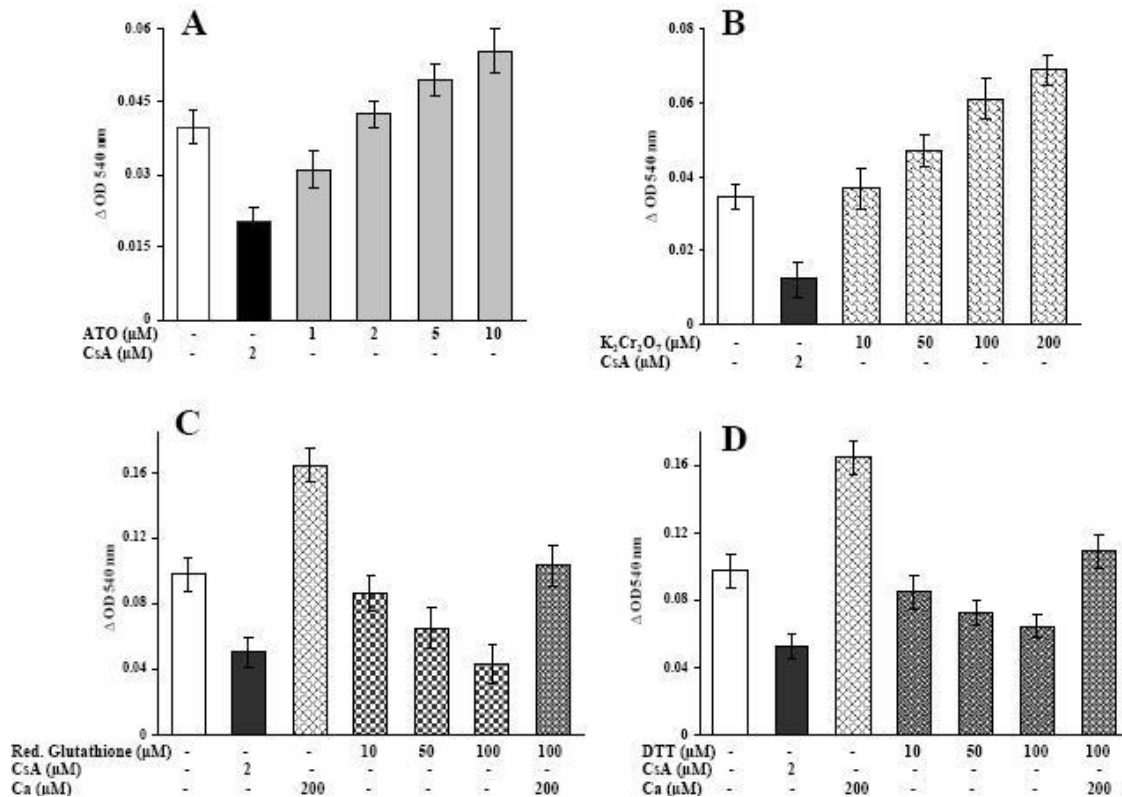 A
0.06
0.045
0.03
0.015
0
Δ OD 540 nm
ATO (μM) - - 1 2 5 10
CsA (μM) - 2 - - - -
B
0.08
0.06
0.04
0.02
0
Δ OD 540 nm
K₂Cr₂O₇ (μM) - - 10 50 100 200
CsA (μM) - 2 - - - -
C
0.16
0.12
0.08
0.04
0
Δ OD 540 nm
Red. Glutathione (μM) - - - 10 50 100 100
CsA (μM) - 2 - - - - -
Ca (μM) - - 200 - - - 200
D
0.16
0.12
0.08
0.04
0
Δ OD540 nm
DTT (μM) - - - 10 50 100 100
CsA (μM) - 2 - - - - -
Ca (μM) - - 200 - - - 200